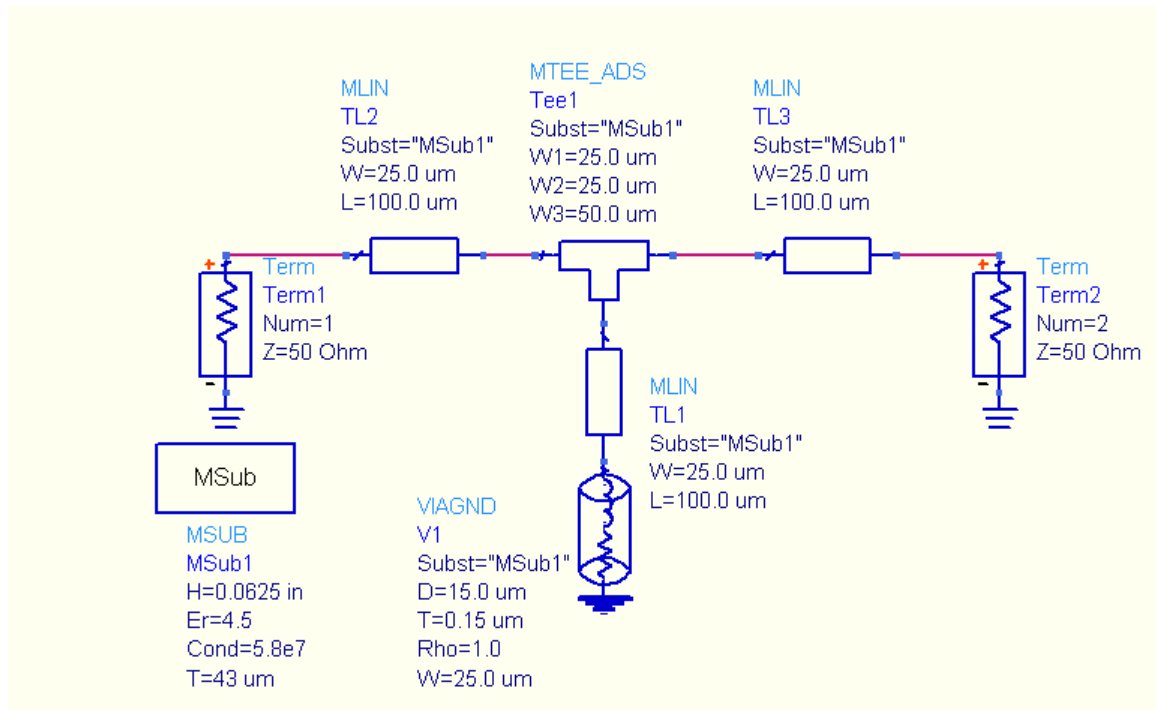 MLIN
TL2
Subst="MSub1"
W=25.0 um
L=100.0 um
MTEE_ADS
Tee1
Subst="MSub1"
W1=25.0 um
W2=25.0 um
W3=50.0 um
MLIN
TL3
Subst="MSub1"
W=25.0 um
L=100.0 um
+
Term
Term1
Num=1
Z=50 Ohm
-
+
Term
Term2
Num=2
Z=50 Ohm
-
MLIN
TL1
Subst="MSub1"
W=25.0 um
L=100.0 um
MSub
MSUB
MSub1
H=0.0625 in
Er=4.5
Cond=5.8e7
T=43 um
VIAGND
V1
Subst="MSub1"
D=15.0 um
T=0.15 um
Rho=1.0
W=25.0 um